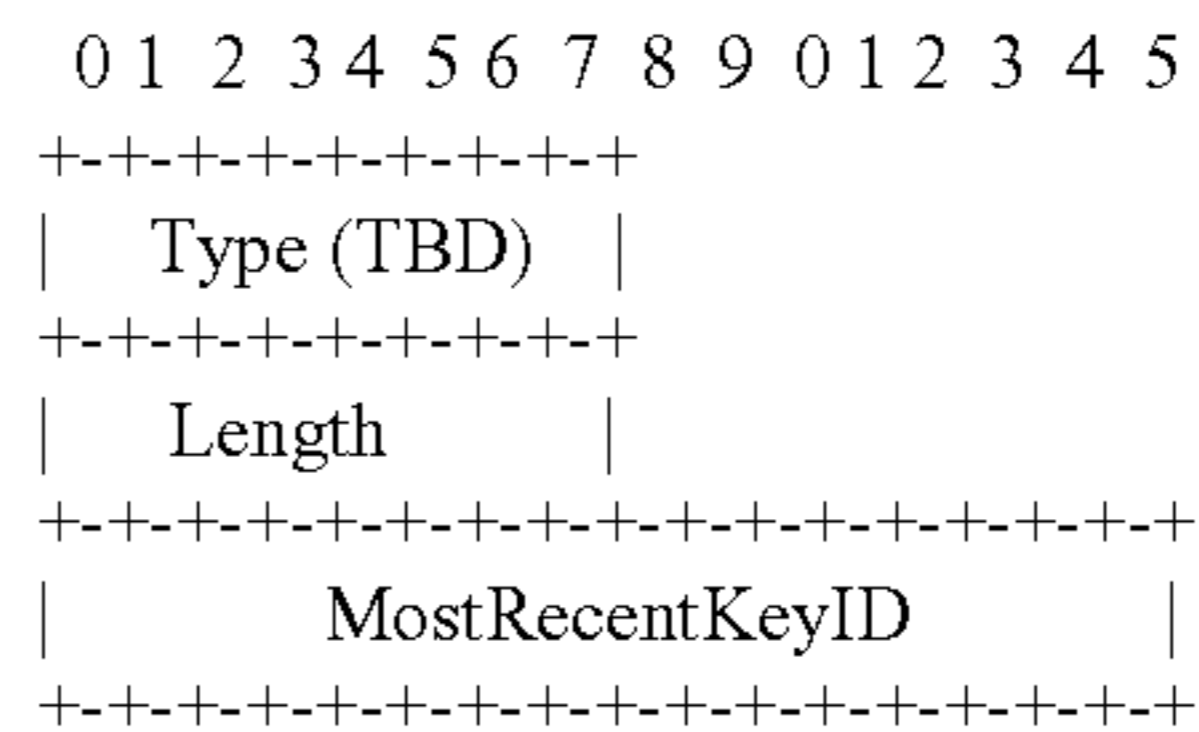 0 1 2 3 4 5 6 7 8 9 0 1 2 3 4 5
+-+-+-+-+-+-+-+-+
| Type (TBD) |
+-+-+-+-+-+-+-+-+
| Length |
+-+-+-+-+-+-+-+-+-+-+-+-+-+-+-+-+
| MostRecentKeyID |
+-+-+-+-+-+-+-+-+-+-+-+-+-+-+-+-+